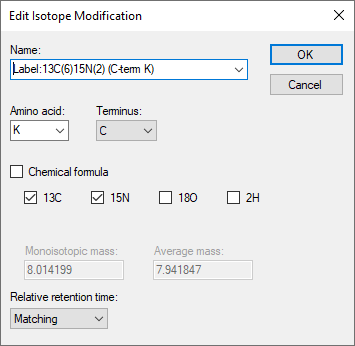 Edit Isotope Modification
Name:
Label:13C(6)15N(2) (C-term K)
OK
Cancel
Amino acid:
Terminus:
K
C
Chemical formula
13C
15N
18O
2H
Monoisotopic mass:
Average mass:
8.014199
7.941847
Relative retention time:
Matching